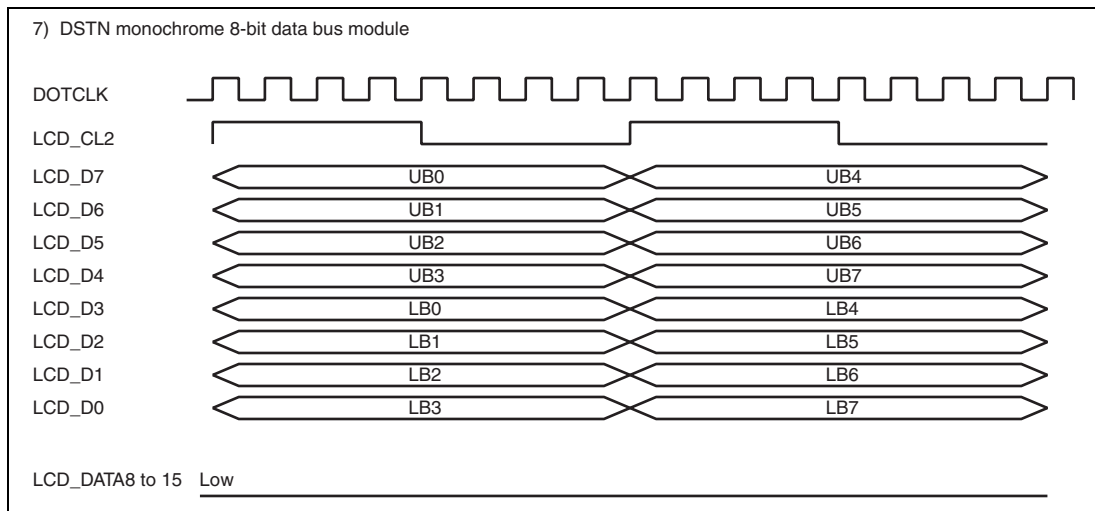 7) DSTN monochrome 8-bit data bus module
DOTCLK
LCD_CL2
LCD_D7 UB0 UB4
LCD_D6 UB1 UB5
LCD_D5 UB2 UB6
LCD_D4 UB3 UB7
LCD_D3 LB0 LB4
LCD_D2 LB1 LB5
LCD_D1 LB2 LB6
LCD_D0 LB3 LB7
LCD_DATA8 to 15 Low